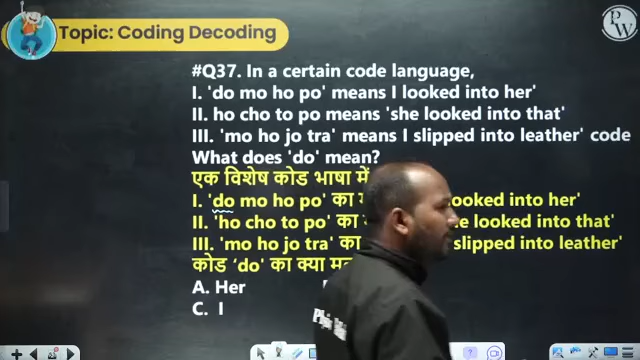 Topic: Coding Decoding
PW
#Q37. In a certain code language,
I. 'do mo ho po' means I looked into her'
II. ho cho to po means 'she looked into that'
III. 'mo ho jo tra' means I slipped into leather' code
What does 'do' mean?
एक विशेष कोड भाषा में
I. 'do mo ho po' का looked into her'
II. 'ho cho to po' का looked into that'
III. 'mo ho jo tra' का slipped into leather'
कोड 'do' का क्या
A. Her
C. I